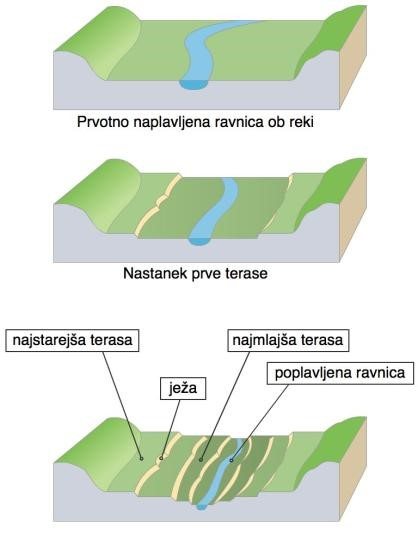 Prvotno naplavljena ravnica ob reki
Nastanek prve terase
najstarejša terasa
najmlajša terasa
poplavljena ravnica
ježa